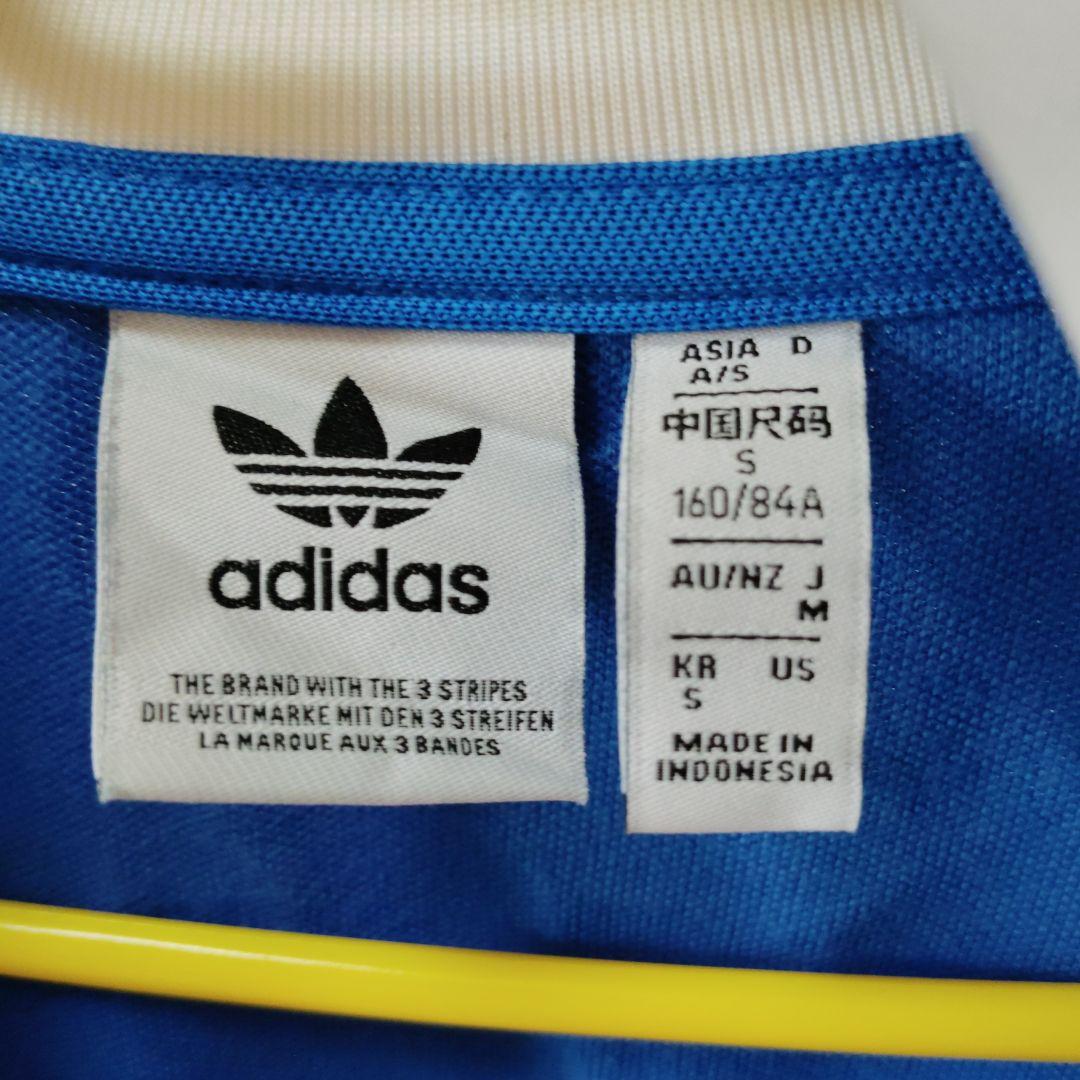 adidas
THE BRAND WITH THE 3 STRIPES
DIE WELTMARKE MIT DEN 3 STREIFEN
LA MARQUE AUX 3 BANDES
ASIA D
A/S
中国尺码
S
160/84A
AU/NZ J
M
KR US
S
MADE IN
INDONESIA